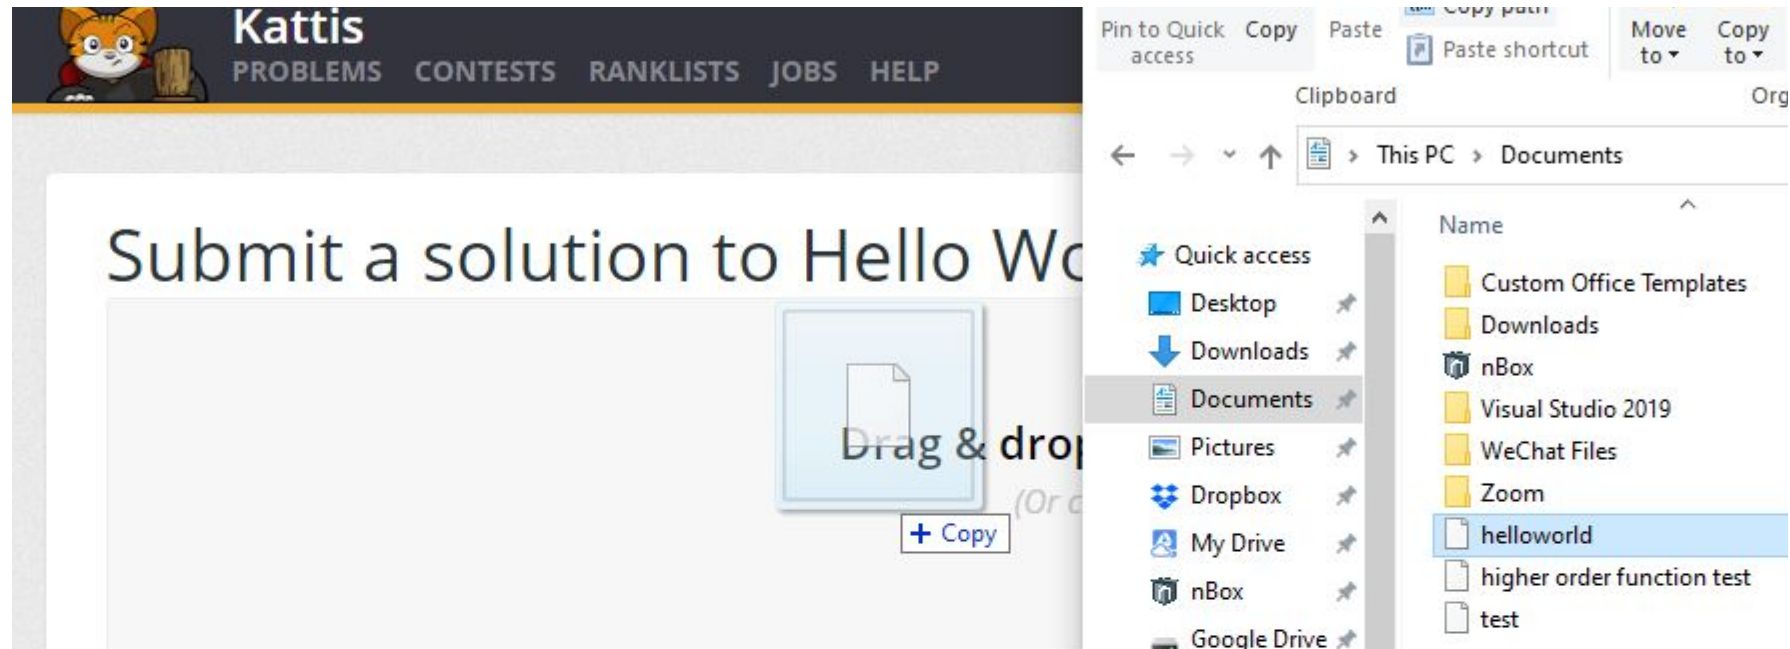 Kattis
PROBLEMS CONTESTS RANKLISTS JOBS HELP
Submit a solution to Hello Wo
Drag & drop
(Or c
+ Copy
Copy path
Pin to Quick access
Copy
Paste
Paste shortcut
Move to
Copy to
Clipboard
Org
This PC > Documents
Quick access
Desktop
Downloads
Documents
Pictures
Dropbox
My Drive
nBox
Google Drive
Name
Custom Office Templates
Downloads
nBox
Visual Studio 2019
WeChat Files
Zoom
helloworld
higher order function test
test